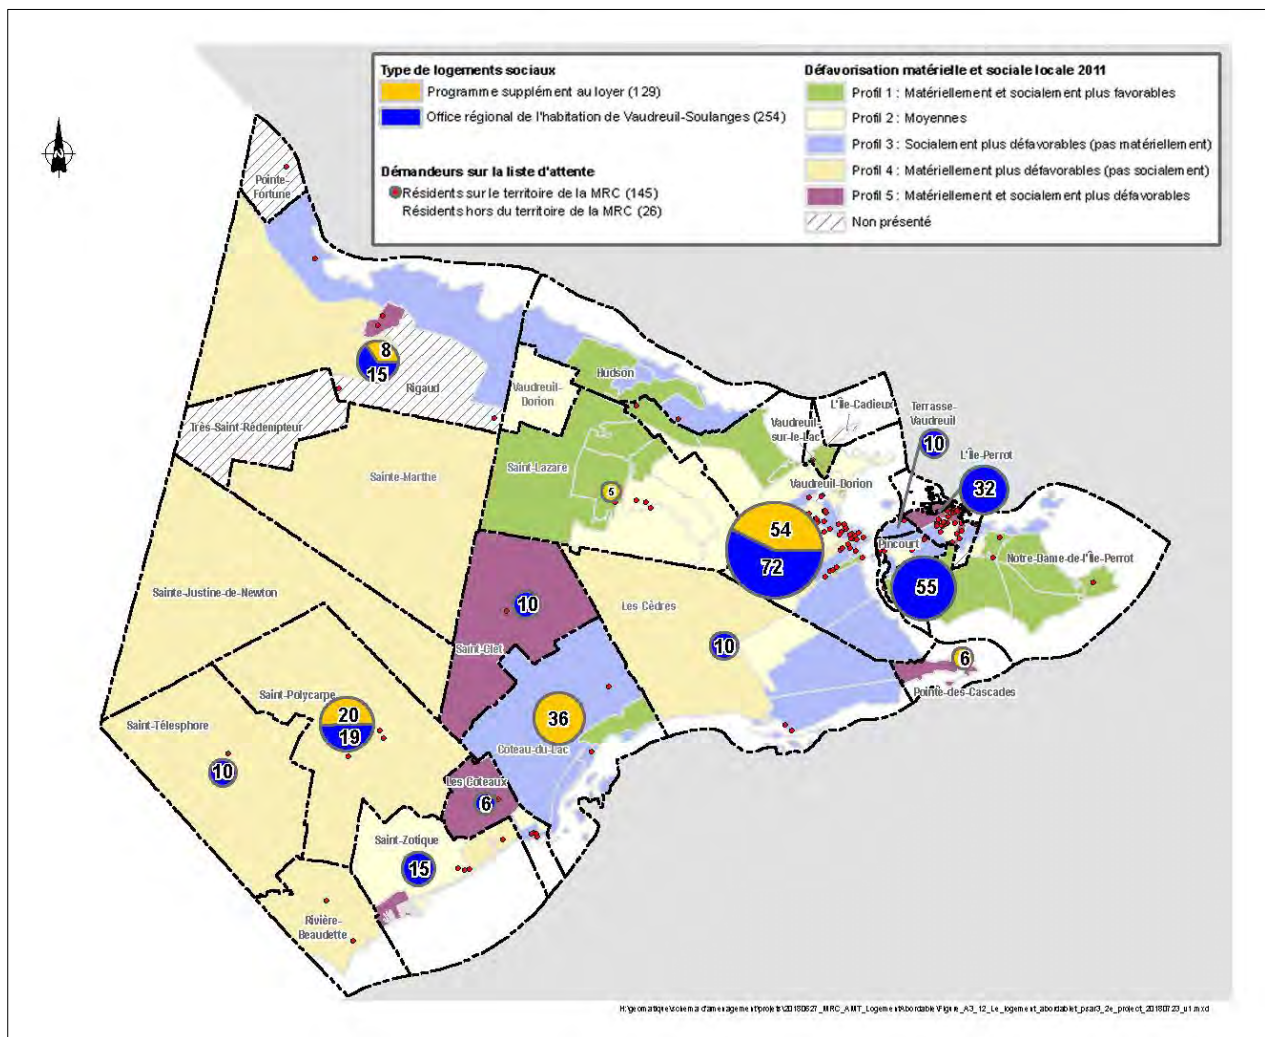 Type de logements sociaux
Programme supplément au loyer (129)
Office régional de l'habitation de Vaudreuil-Soulanges (254)
Démandeurs sur la liste d'attente
Résidents sur le territoire de la MRC (145)
Résidents hors du territoire de la MRC (26)
Défavorisation matérielle et sociale locale 2011
Profil 1 : Matériellement et socialement plus favorables
Profil 2 : Moyennes
Profil 3 : Socialement plus défavorables (pas matériellement)
Profil 4 : Matériellement plus défavorables (pas socialement)
Profil 5 : Matériellement et socialement plus défavorables
Non présenté
N
Pointe-
Fortune
8
15
Rigaud
Très-Saint-Rédempteur
Sainte-Marthe
Sainte-Justine-de-Newton
Vaudreuil-
Dorion
Hudson
Saint-Lazare
5
Vaudreuil-
sur-le-Lac
L'Île-Cadieux
Terrasse-
Vaudreuil
10
L'Île-Perrot
32
Vaudreuil-Dorion
54
72
Pincourt
55
Notre-Dame-de-l'Île-Perrot
6
Pointe-des-Cascades
Les Cèdres
10
10
Saint-Clet
36
Coteau-du-Lac
Saint-Polycarpe
20
19
Saint-Télesphore
10
Les Coteaux
6
Saint-Zotique
15
Rivière-
Beaudette